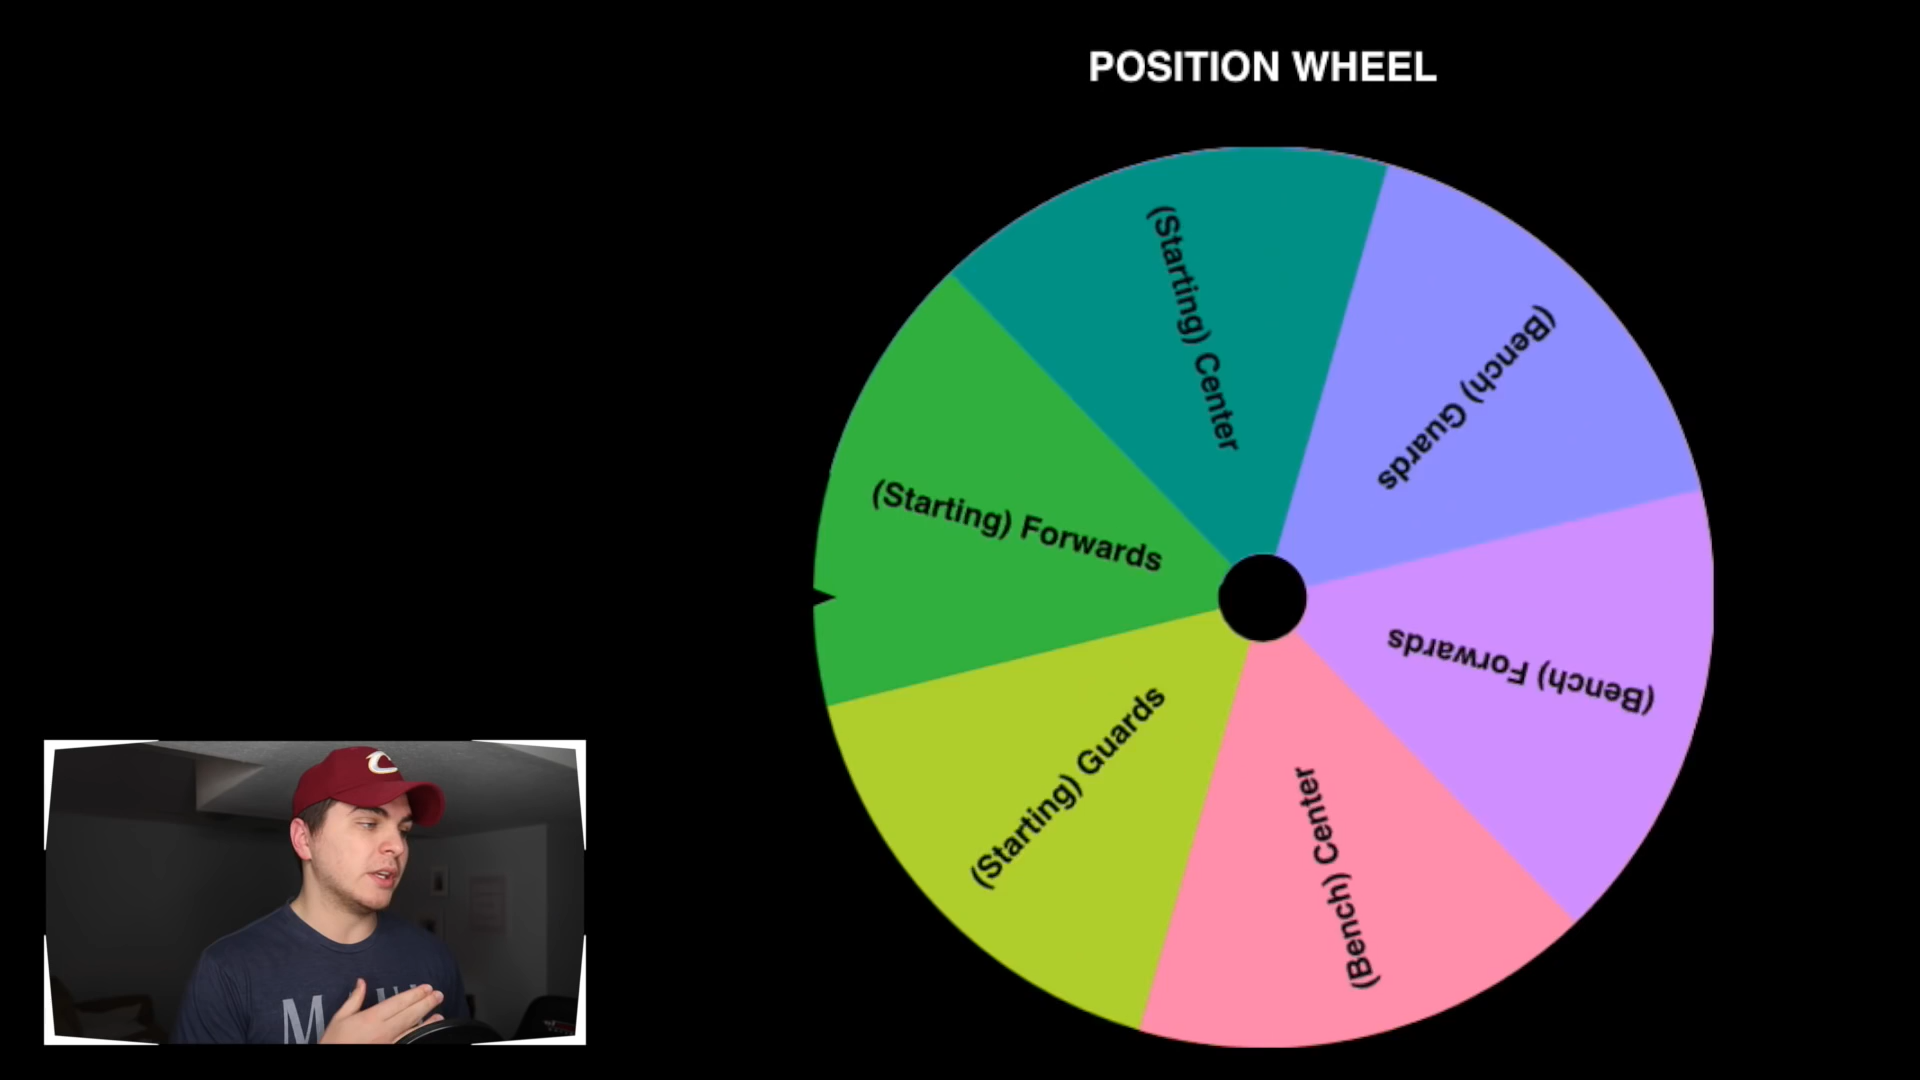 POSITION WHEEL
(Starting) Center
(Bench) Guards
(Starting) Forwards
(Bench) Forwards
(Starting) Guards
(Bench) Center
C